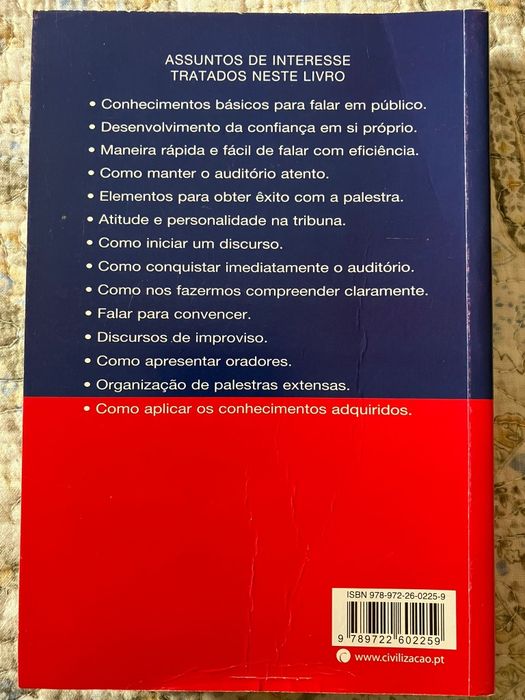 ASSUNTOS DE INTERESSE
TRATADOS NESTE LIVRO
• Conhecimentos básicos para falar em público.
• Desenvolvimento da confiança em si próprio.
• Maneira rápida e fácil de falar com eficiência.
• Como manter o auditório atento.
• Elementos para obter êxito com a palestra.
• Atitude e personalidade na tribuna.
• Como iniciar um discurso.
• Como conquistar imediatamente o auditório.
• Como nos fazermos compreender claramente.
• Falar para convencer.
• Discursos de improviso.
• Como apresentar oradores.
• Organização de palestras extensas.
• Como aplicar os conhecimentos adquiridos.
ISBN 978-972-26-0225-9
9 789722 602259
www.civilizacao.pt